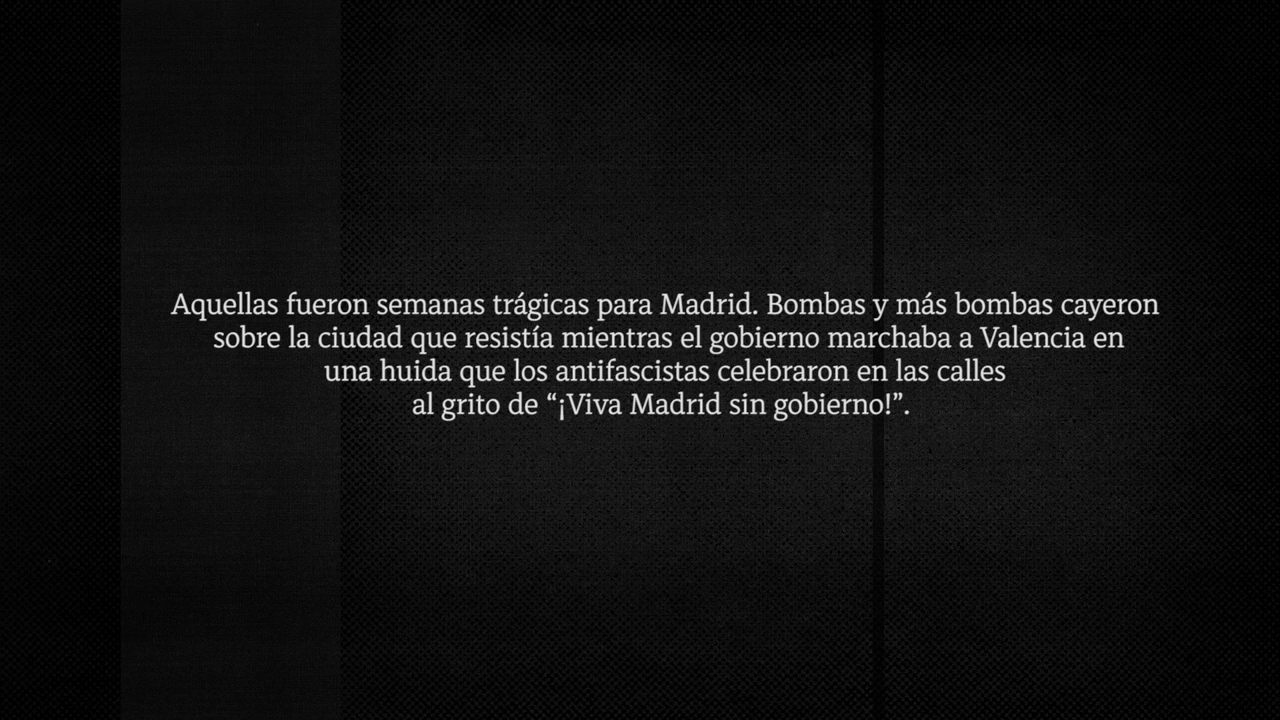 Aquellas fueron semanas trágicas para Madrid. Bombas y más bombas cayeron
sobre la ciudad que resistía mientras el gobierno marchaba a Valencia en
una huida que los antifascistas celebraron en las calles
al grito de “¡Viva Madrid sin gobierno!”.